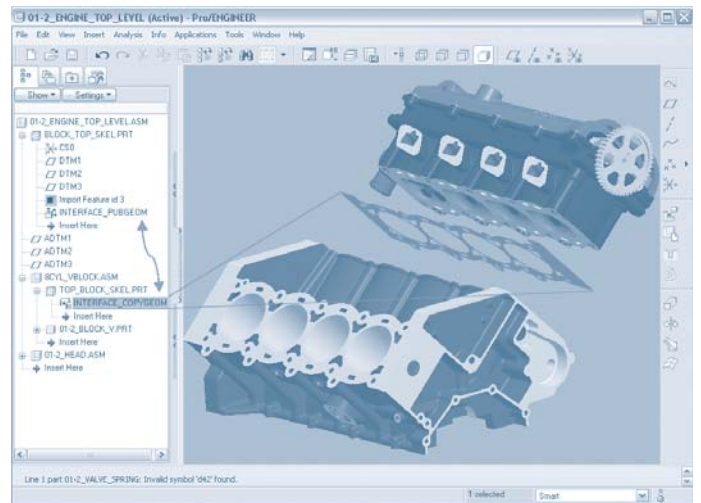 01-2_ENGINE_TOP_LEVEL (Active) - Pro/ENGINEER
File Edit View Insert Analysis Info Applications Tools Window Help
Show Settings
01-2_ENGINE_TOP_LEVEL.ASM
BLOCK_TOP_SKEL.PRT
CS0
DTM1
DTM2
DTM3
Import Feature id 3
INTERFACE_PUBGEOM
Insert Here
ADTM1
ADTM2
ADTM3
8CYL_VBLOCK.ASM
TOP_BLOCK_SKEL.PRT
INTERFACE_COPYGEOM
Insert Here
01-2_BLOCK_V.PRT
Insert Here
01-2_HEAD.ASM
Insert Here
Line 1 part 01-2_VALVE_SPRING: Invalid symbol 'd42' found.
1 selected Smart